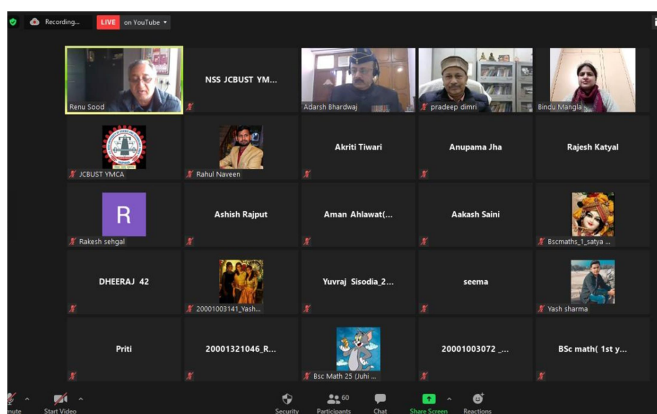 Recording...
LIVE on YouTube
Renu Sood
NSS JCBUST YM...
Adarsh Bhardwaj
pradeep dimri
Bindu Mangla
JCBUST YMCA
Rahul Naveen
Akriti Tiwari
Anupama Jha
Rajesh Katyal
R
Rakesh sehgal
Ashish Rajput
Aman Ahlawat(...
Aakash Saini
Bscmaths_1_satya ...
DHEERAJ 42
20001003141_Yash...
Yuvraj Sisodia_2...
seema
Yash sharma
Priti
20001321046_R...
Bsc Math 25 (Juhi ...
20001003072 _...
BSc math( 1st y...
Start Video
Security
60
Participants
Chat
Share Screen
Reactions